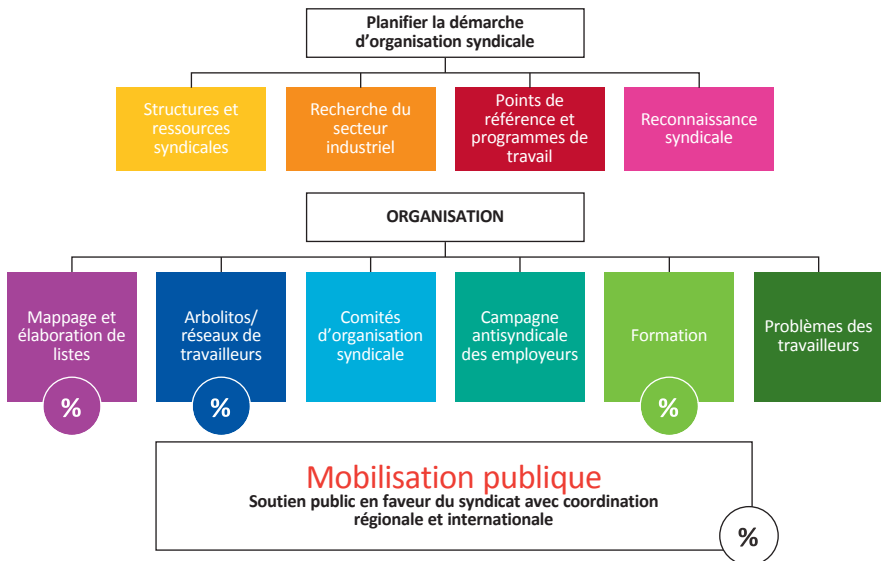 Planifier la démarche
d'organisation syndicale
Structures et
ressources
syndicales
Recherche du
secteur
industriel
Points de
référence et
programmes de
travail
Reconnaissance
syndicale
ORGANISATION
Mappage et
élaboration de
listes
%
Arbolitos/
réseaux de
travailleurs
%
Comités
d'organisation
syndicale
Campagne
antisyndicale
des employeurs
Formation
%
Problèmes des
travailleurs
Mobilisation publique
Soutien public en faveur du syndicat avec coordination
régionale et internationale
%